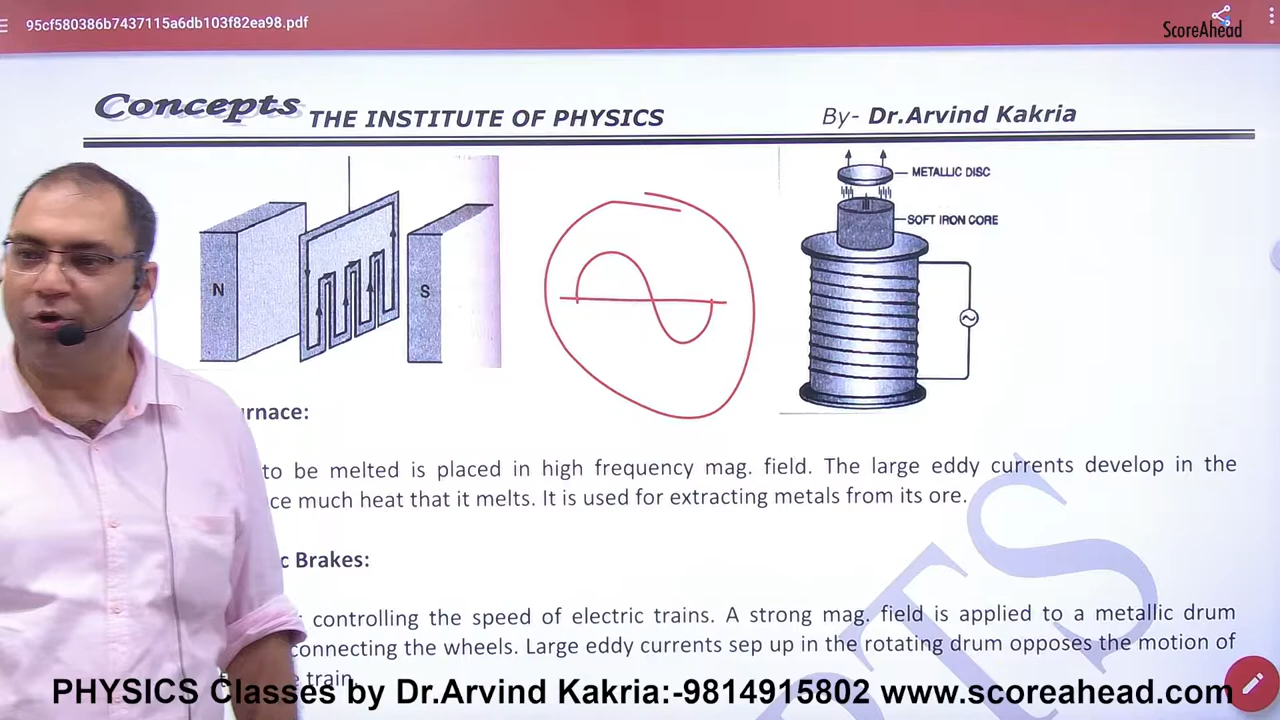 95cf580386b7437115a6db103f82ea98.pdf
ScoreAhead
Concepts THE INSTITUTE OF PHYSICS By- Dr.Arvind Kakria
METALLIC DISC
SOFT IRON CORE
N
S
rnace:
to be melted is placed in high frequency mag. field. The large eddy currents develop in the
ce much heat that it melts. It is used for extracting metals from its ore.
c Brakes:
controlling the speed of electric trains. A strong mag. field is applied to a metallic drum
connecting the wheels. Large eddy currents sep up in the rotating drum opposes the motion of
train.
PHYSICS Classes by Dr.Arvind Kakria:-9814915802 www.scoreahead.com